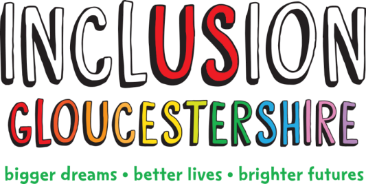 INCLUSION
GLOUCESTERSHIRE
bigger dreams • better lives • brighter futures